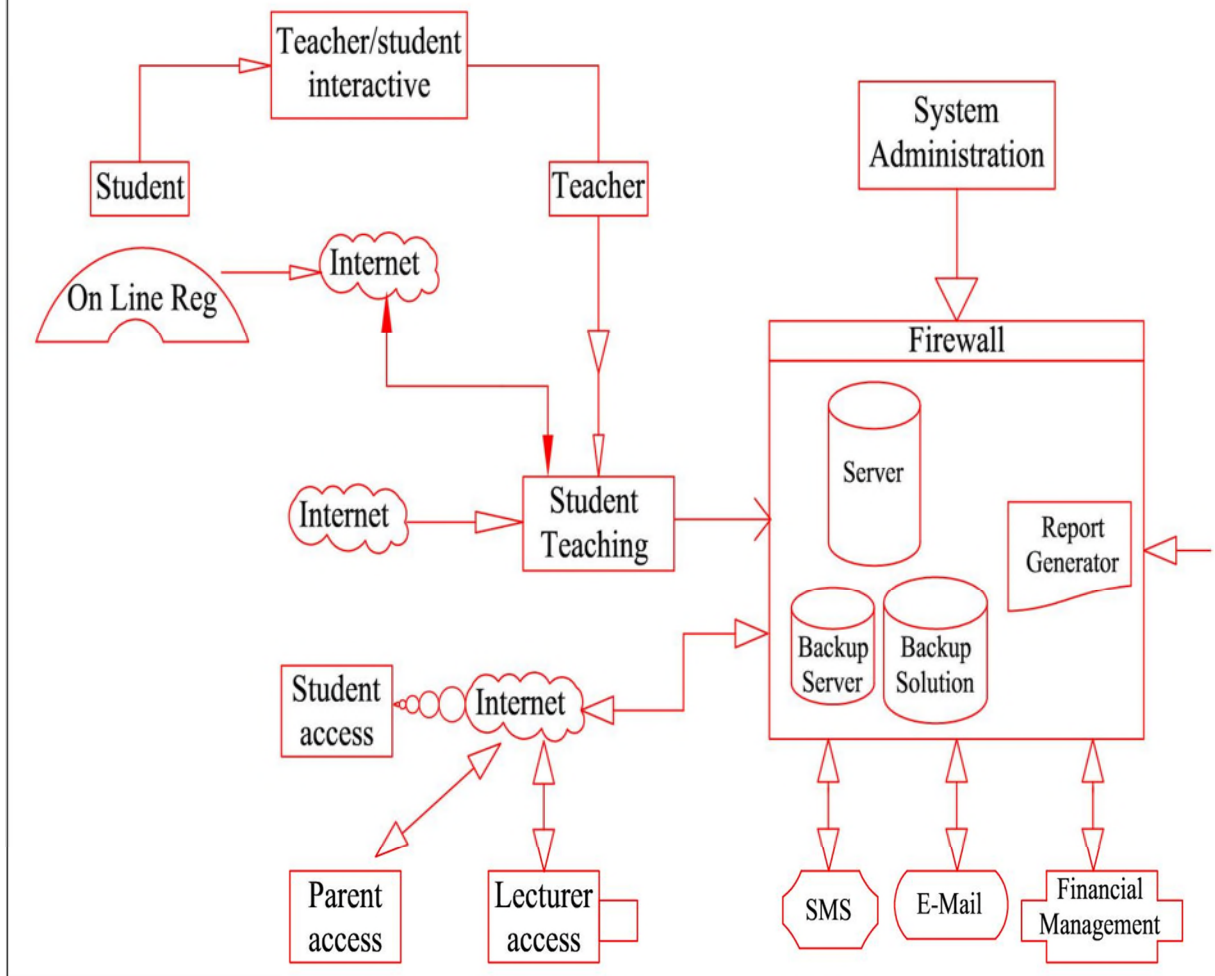 Teacher/student
interactive
System
Administration
Student
Teacher
Internet
On Line Reg
Firewall
Server
Internet
Student
Teaching
Report
Generator
Backup
Server
Backup
Solution
Student
access
Internet
Parent
access
Lecturer
access
SMS
E-Mail
Financial
Management